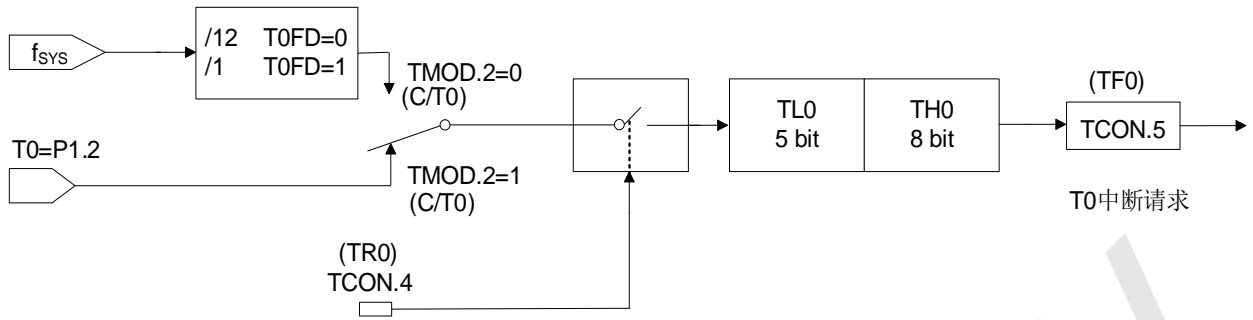 fSYS
/12 T0FD=0
/1 T0FD=1
TMOD.2=0
(C/T0)
T0=P1.2
TMOD.2=1
(C/T0)
(TR0)
TCON.4
TL0
5 bit
TH0
8 bit
(TF0)
TCON.5
T0中断请求